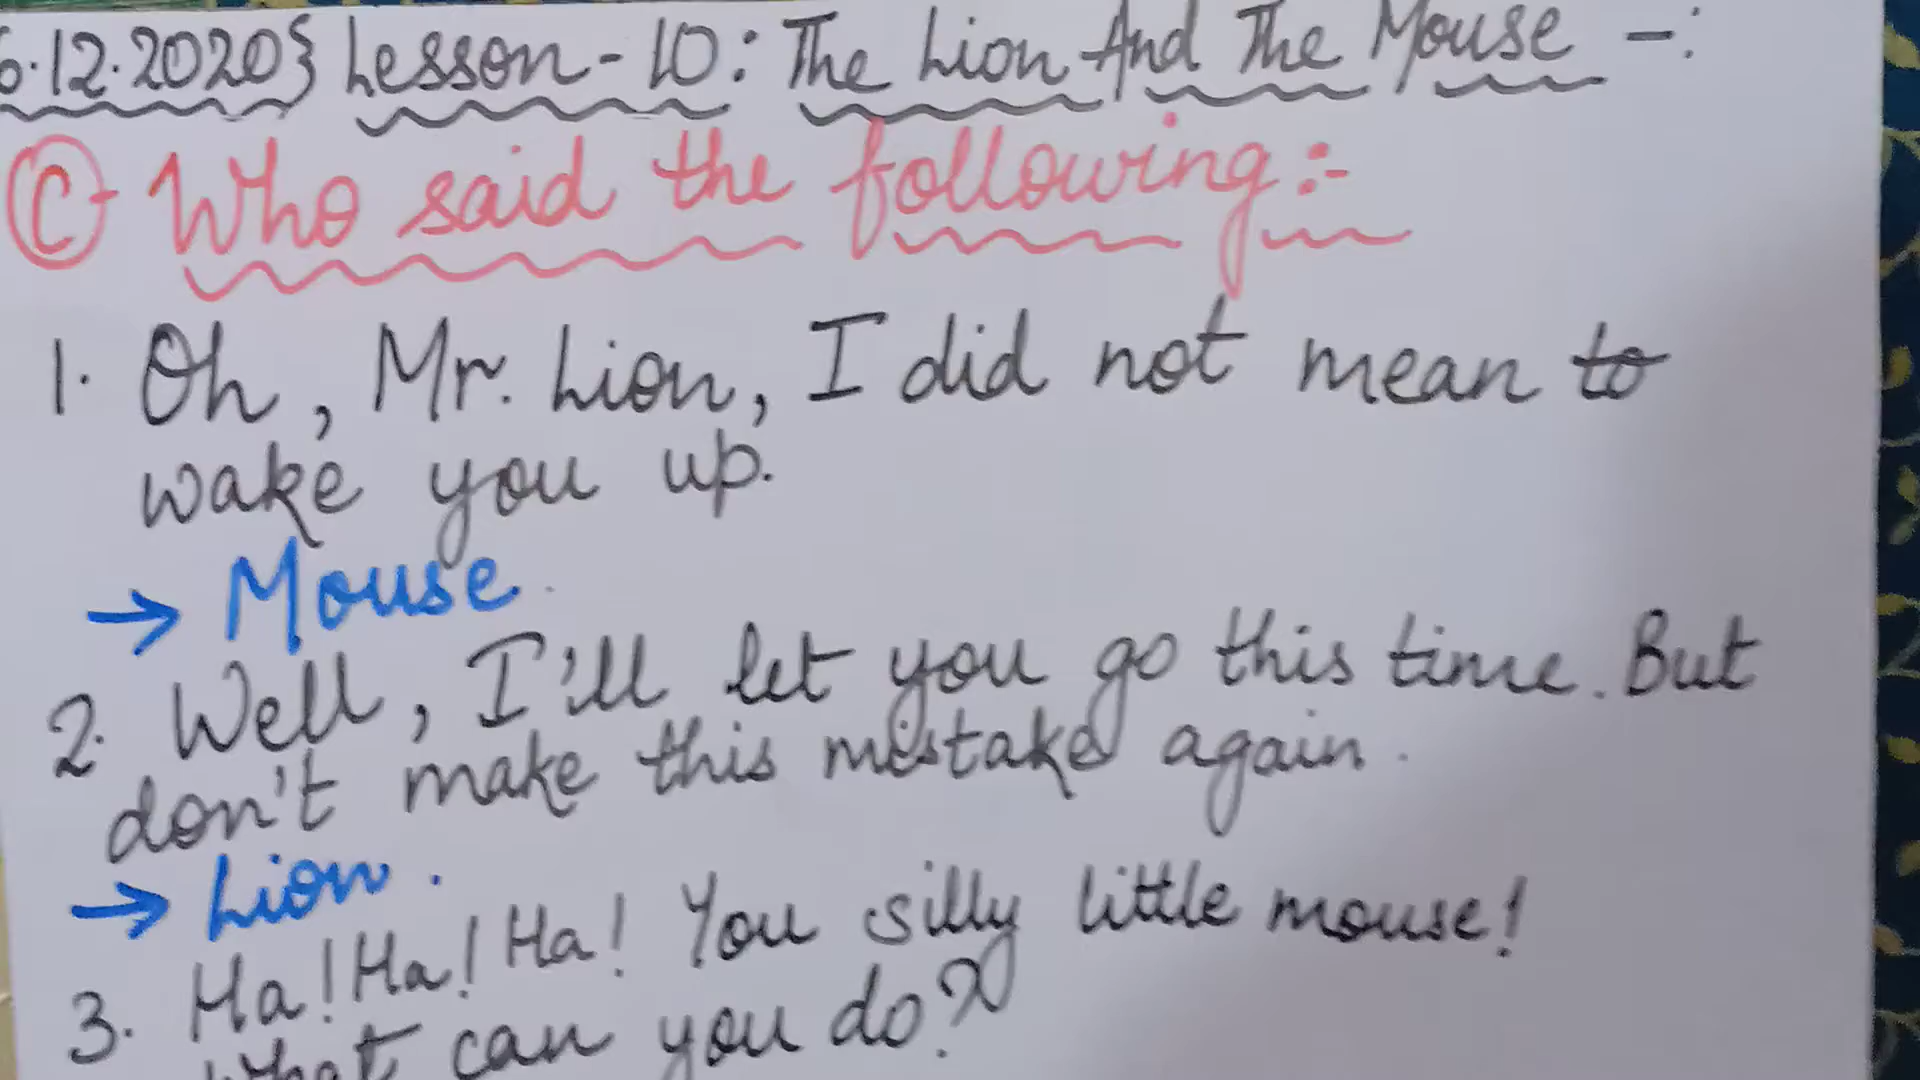 6.12.2020} Lesson-10: The Lion And The Mouse -:
C Who said the following:-
1. Oh, Mr. Lion, I did not mean to
wake you up.
→ Mouse.
2. Well, I'll let you go this time. But
don't make this mistake again.
→ Lion.
3. Ha! Ha! Ha! You silly little mouse!
What can you do?